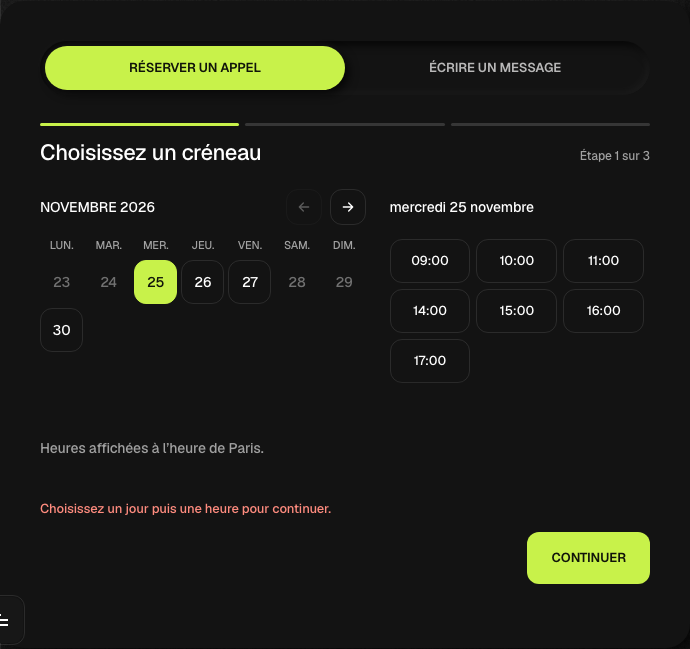 RÉSERVER UN APPEL
ÉCRIRE UN MESSAGE
Choisissez un créneau
Étape 1 sur 3
NOVEMBRE 2026
← →
mercredi 25 novembre
LUN. MAR. MER. JEU. VEN. SAM. DIM.
23 24 25 26 27 28 29
30
09:00 10:00 11:00
14:00 15:00 16:00
17:00
Heures affichées à l’heure de Paris.
Choisissez un jour puis une heure pour continuer.
CONTINUER